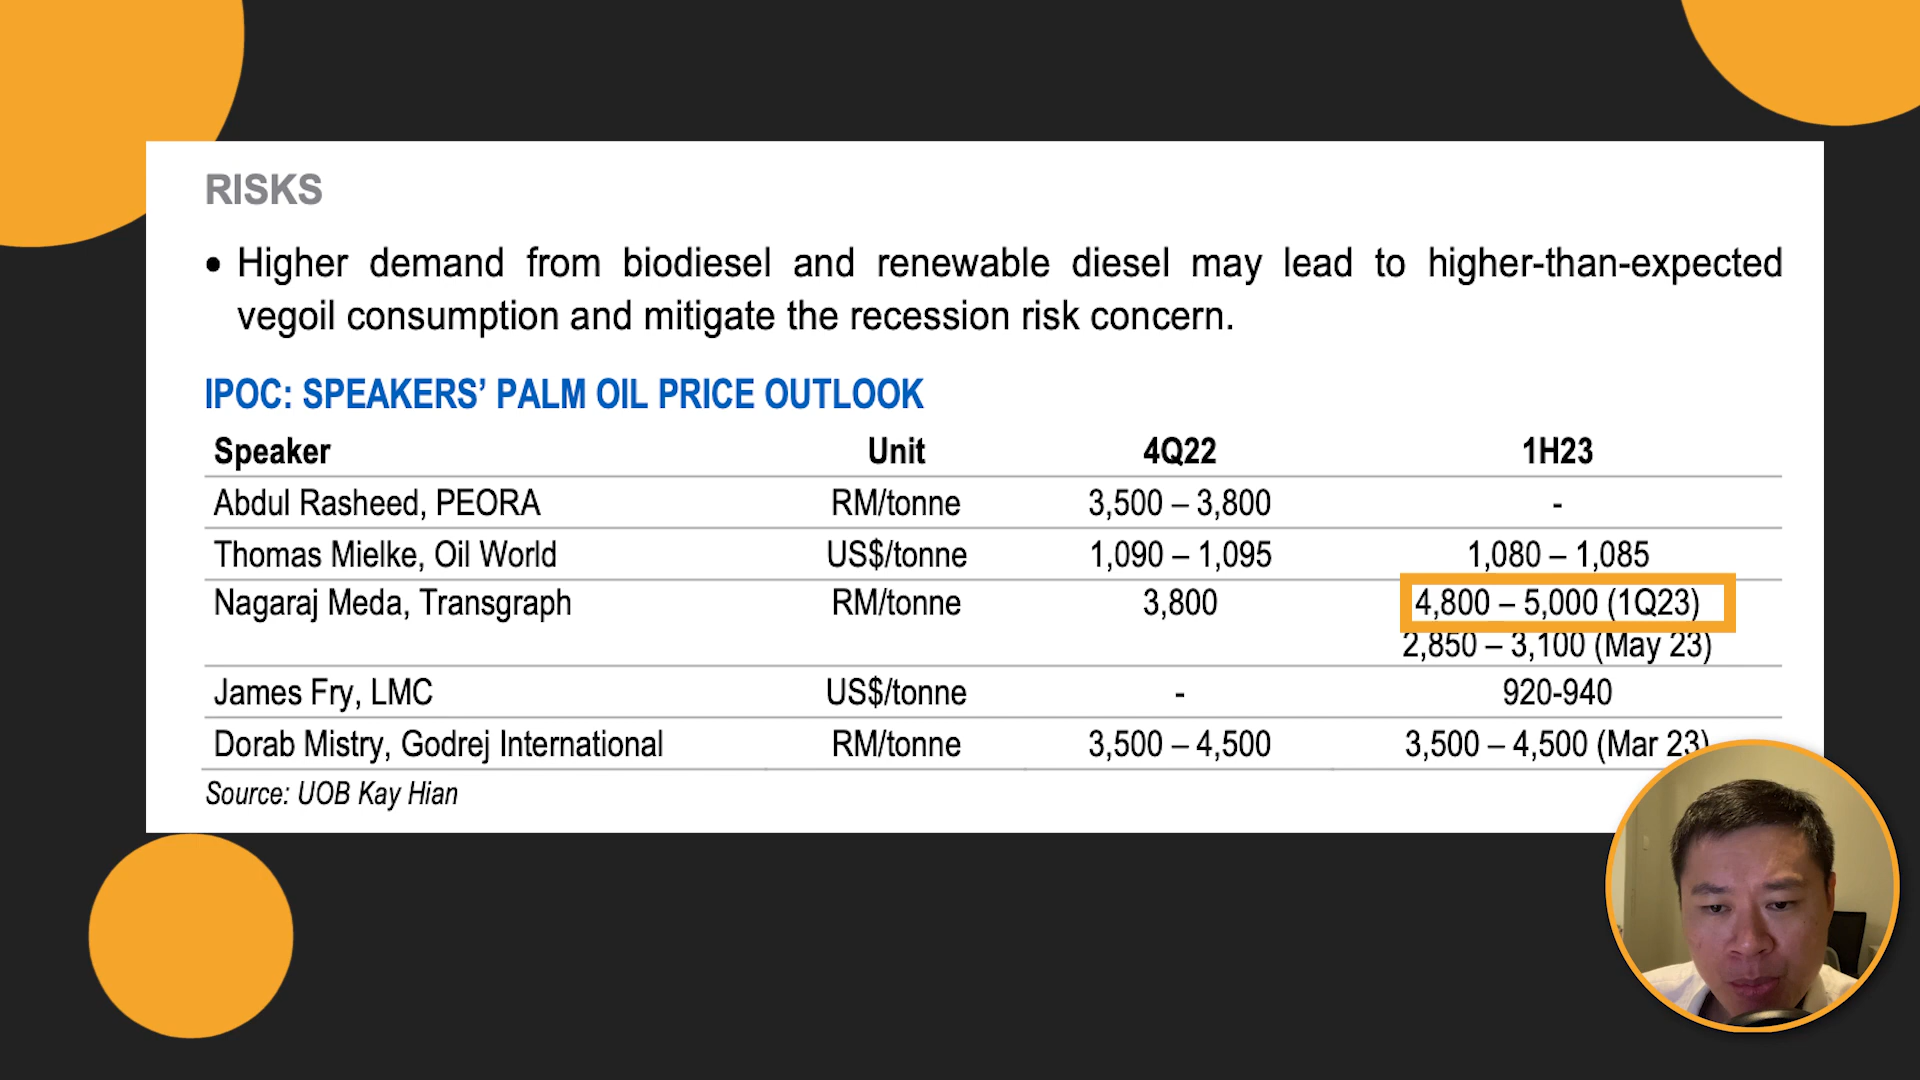 RISKS
• Higher demand from biodiesel and renewable diesel may lead to higher-than-expected
vegoil consumption and mitigate the recession risk concern.
IPOC: SPEAKERS’ PALM OIL PRICE OUTLOOK
Speaker Unit 4Q22 1H23
Abdul Rasheed, PEORA RM/tonne 3,500 – 3,800 -
Thomas Mielke, Oil World US$/tonne 1,090 – 1,095 1,080 – 1,085
Nagaraj Meda, Transgraph RM/tonne 3,800 4,800 – 5,000 (1Q23)
2,850 – 3,100 (May 23)
James Fry, LMC US$/tonne - 920-940
Dorab Mistry, Godrej International RM/tonne 3,500 – 4,500 3,500 – 4,500 (Mar 23)
Source: UOB Kay Hian